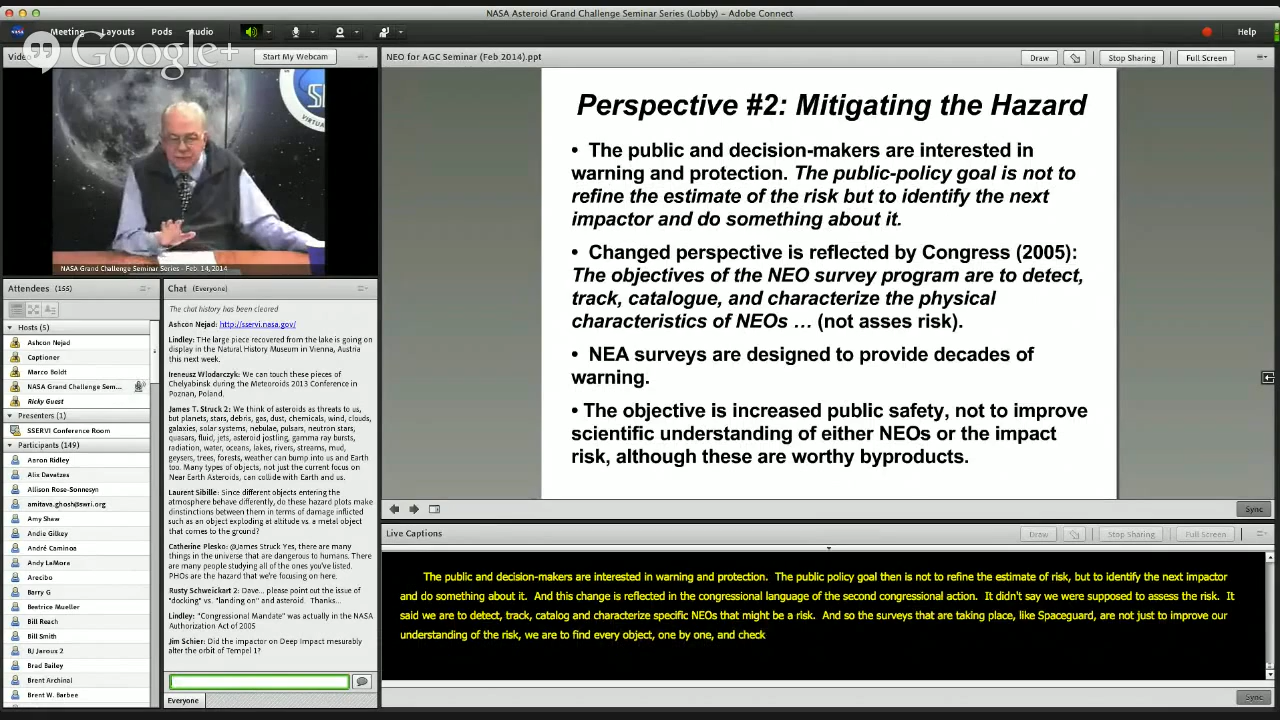 NASA Asteroid Grand Challenge Seminar Series (Lobby) - Adobe Connect
NASA Meeting Layouts Pods Audio Help
Google+
Video Start My Webcam
NASA Grand Challenge Seminar Series - Feb. 14, 2014
NEO for AGC Seminar (Feb 2014).ppt Draw Stop Sharing Full Screen
Perspective #2: Mitigating the Hazard
• The public and decision-makers are interested in
warning and protection. The public-policy goal is not to
refine the estimate of the risk but to identify the next
impactor and do something about it.
• Changed perspective is reflected by Congress (2005):
The objectives of the NEO survey program are to detect,
track, catalogue, and characterize the physical
characteristics of NEOs … (not asses risk).
• NEA surveys are designed to provide decades of
warning.
• The objective is increased public safety, not to improve
scientific understanding of either NEOs or the impact
risk, although these are worthy byproducts.
Sync
Attendees (155)
Hosts (5)
Ashcon Nejad
Captioner
Marco Boldt
NASA Grand Challenge Sem...
Ricky Guest
Presenters (1)
SSERVI Conference Room
Participants (149)
Aaron Ridley
Alix Davatzes
Allison Rose-Sonnesyn
amitava.ghosh@swri.org
Amy Shaw
Andie Gilkey
André Caminoa
Andy LaMora
Arecibo
Barry G
Beatrice Mueller
Bill Reach
Bill Smith
BJ Jaroux 2
Brad Bailey
Brent Archinal
Brent W. Barbee
Chat (Everyone)
The chat history has been cleared
Ashcon Nejad: http://sservi.nasa.gov/
Lindley: THe large piece recovered from the lake is going on
display in the Natural History Museum in Vienna, Austria
this next week.
Ireneusz Wlodarczyk: We can touch these pieces of
Chelyabinsk during the Meteoroids 2013 Conference in
Poznan, Poland.
James T. Struck 2: We think of asteroids as threats to us,
but planets, stars, debris, gas, dust, chemicals, wind, clouds,
galaxies, solar systems, nebulae, pulsars, neutron stars,
quasars, fluid, jets, asteroid jostling, gamma ray bursts,
radiation, water, oceans, lakes, rivers, streams, mud,
geysers, trees, forests, weather can bump into us and Earth
too. Many types of objects, not just the current focus on
Near Earth Asteroids, can collide with Earth and us.
Laurent Sibille: Since different objects entering the
atmosphere behave differently, do these hazard plots make
dinstinctions between them in terms of damage inflicted
such as an object exploding at altitude vs. a metal object
that comes to the ground?
Catherine Plesko: @James Struck Yes, there are many
things in the universe that are dangerous to humans. There
are many people studying all of the ones you've listed.
PHOs are the hazard that we're focusing on here.
Rusty Schweickart 2: Dave... please point out the issue of
"docking" vs. "landing on" and asteroid. Thanks...
Lindley: "Congressional Mandate" was actually in the NASA
Authorization Act of 2005
Jim Schier: Did the impactor on Deep Impact mesurably
alter the orbit of Tempel 1?
Everyone
Live Captions Draw Stop Sharing Full Screen
The public and decision-makers are interested in warning and protection. The public policy goal then is not to refine the estimate of risk, but to identify the next impactor
and do something about it. And this change is reflected in the congressional language of the second congressional action. It didn't say we were supposed to assess the risk. It
said we are to detect, track, catalog and characterize specific NEOs that might be a risk. And so the surveys that are taking place, like Spaceguard, are not just to improve our
understanding of the risk, we are to find every object, one by one, and check
Sync